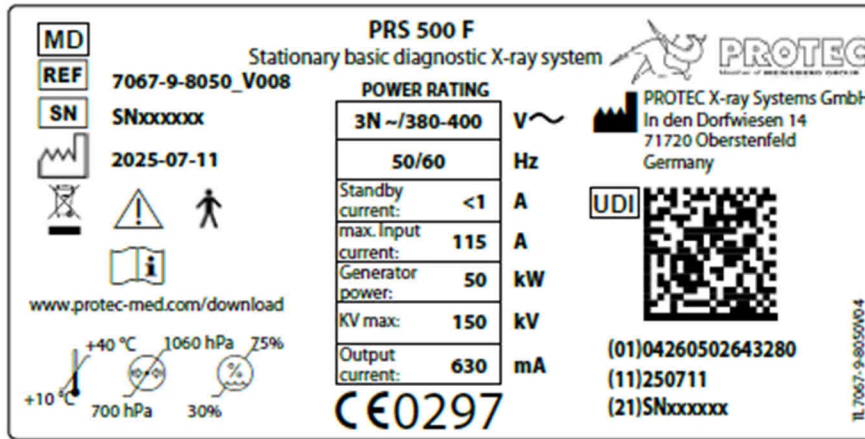 MD
REF 7067-9-8050_V008
SN SNxxxxxx
2025-07-11
www.protec-med.com/download
+40 °C
+10 °C
1060 hPa
700 hPa
75%
%
30%
PRS 500 F
Stationary basic diagnostic X-ray system
POWER RATING
3N ~/380-400 V~
50/60 Hz
Standby current: <1 A
max. Input current: 115 A
Generator power: 50 kW
KV max: 150 kV
Output current: 630 mA
CE0297
PROTEC
PROTEC X-ray Systems GmbH
In den Dorfwiesen 14
71720 Oberstenfeld
Germany
UDI
(01)04260502643280
(11)250711
(21)SNxxxxxx
TL7067-9-8050V04